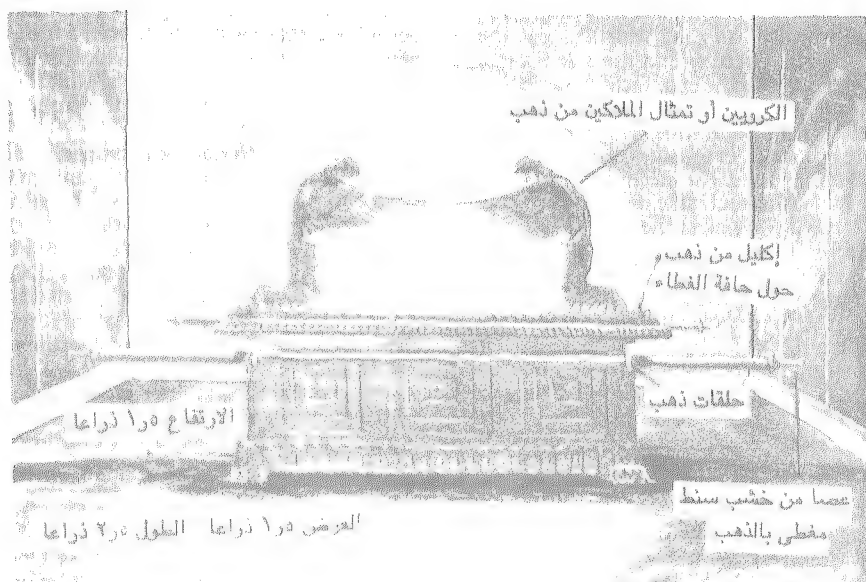 الكروبين أو تمثال الملاكين من ذهب
إكليل من ذهب
حول حافة الغطاء
حلقات ذهب
الارتفاع ١٫٥ ذراعا
عصا من خشب سنط
مغطى بالذهب
العرض ١٫٥ ذراعا الطول ٢٫٥ ذراعا